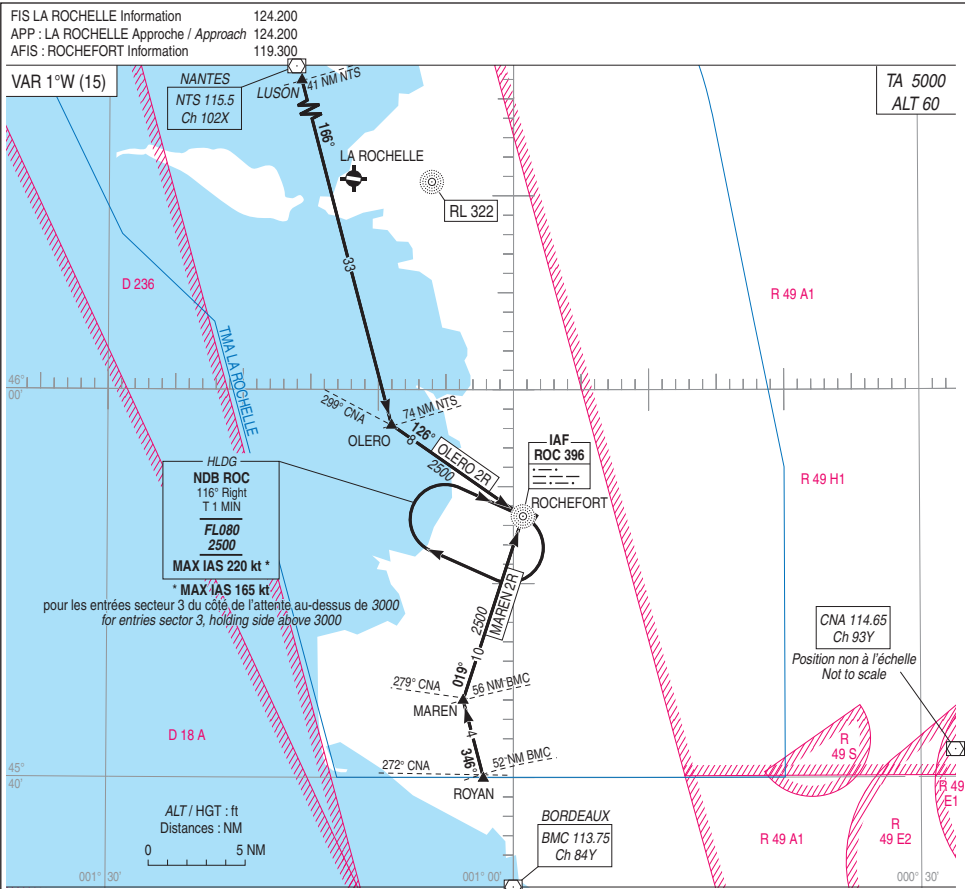 FIS LA ROCHELLE Information 124.200
APP : LA ROCHELLE Approche / Approach 124.200
AFIS : ROCHEFORT Information 119.300
VAR 1°W (15)
NANTES
NTS 115.5
Ch 102X
LUSON
41 NM NTS
TA 5000
ALT 60
166°
LA ROCHELLE
RL 322
33
D 236
R 49 A1
TMA LA ROCHELLE
46°
00'
299° CNA
74 NM NTS
OLERO
126°
8
OLERO 2R
2500
IAF
ROC 396
ROCHEFORT
R 49 H1
HLDG
NDB ROC
116° Right
T 1 MIN
FL080
2500
MAX IAS 220 kt *
* MAX IAS 165 kt
pour les entrées secteur 3 du côté de l'attente au-dessus de 3000
for entries sector 3, holding side above 3000
MAREN 2R
2500
10
019°
CNA 114.65
Ch 93Y
Position non à l'échelle
Not to scale
279° CNA
56 NM BMC
MAREN
D 18 A
4
346°
272° CNA
52 NM BMC
ROYAN
R
49 S
45°
40'
R 49
E1
ALT / HGT : ft
Distances : NM
0 5 NM
BORDEAUX
BMC 113.75
Ch 84Y
R 49 A1
R
49 E2
001° 30'
001° 00'
000° 30'